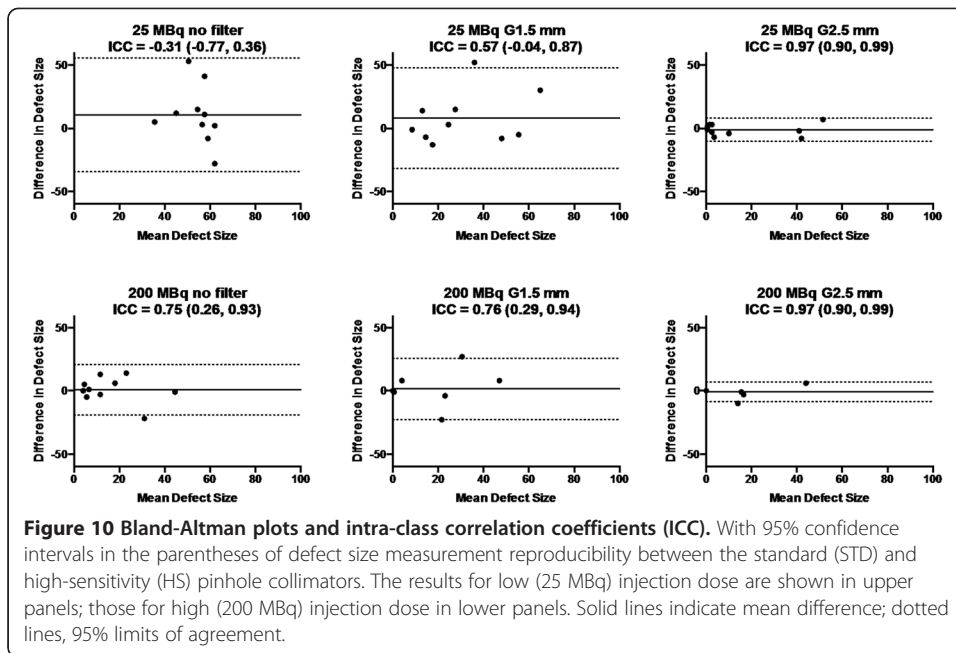 25 MBq no filter
ICC = -0.31 (-0.77, 0.36)
Difference in Defect Size
50
0
-50
0 20 40 60 80 100
Mean Defect Size
25 MBq G1.5 mm
ICC = 0.57 (-0.04, 0.87)
Difference in Defect Size
50
0
-50
0 20 40 60 80 100
Mean Defect Size
25 MBq G2.5 mm
ICC = 0.97 (0.90, 0.99)
Difference in Defect Size
50
0
-50
0 20 40 60 80 100
Mean Defect Size
200 MBq no filter
ICC = 0.75 (0.26, 0.93)
Difference in Defect Size
50
0
-50
0 20 40 60 80 100
Mean Defect Size
200 MBq G1.5 mm
ICC = 0.76 (0.29, 0.94)
Difference in Defect Size
50
0
-50
0 20 40 60 80 100
Mean Defect Size
200 MBq G2.5 mm
ICC = 0.97 (0.90, 0.99)
Difference in Defect Size
50
0
-50
0 20 40 60 80 100
Mean Defect Size
Figure 10 Bland-Altman plots and intra-class correlation coefficients (ICC). With 95% confidence
intervals in the parentheses of defect size measurement reproducibility between the standard (STD) and
high-sensitivity (HS) pinhole collimators. The results for low (25 MBq) injection dose are shown in upper
panels; those for high (200 MBq) injection dose in lower panels. Solid lines indicate mean difference; dotted
lines, 95% limits of agreement.